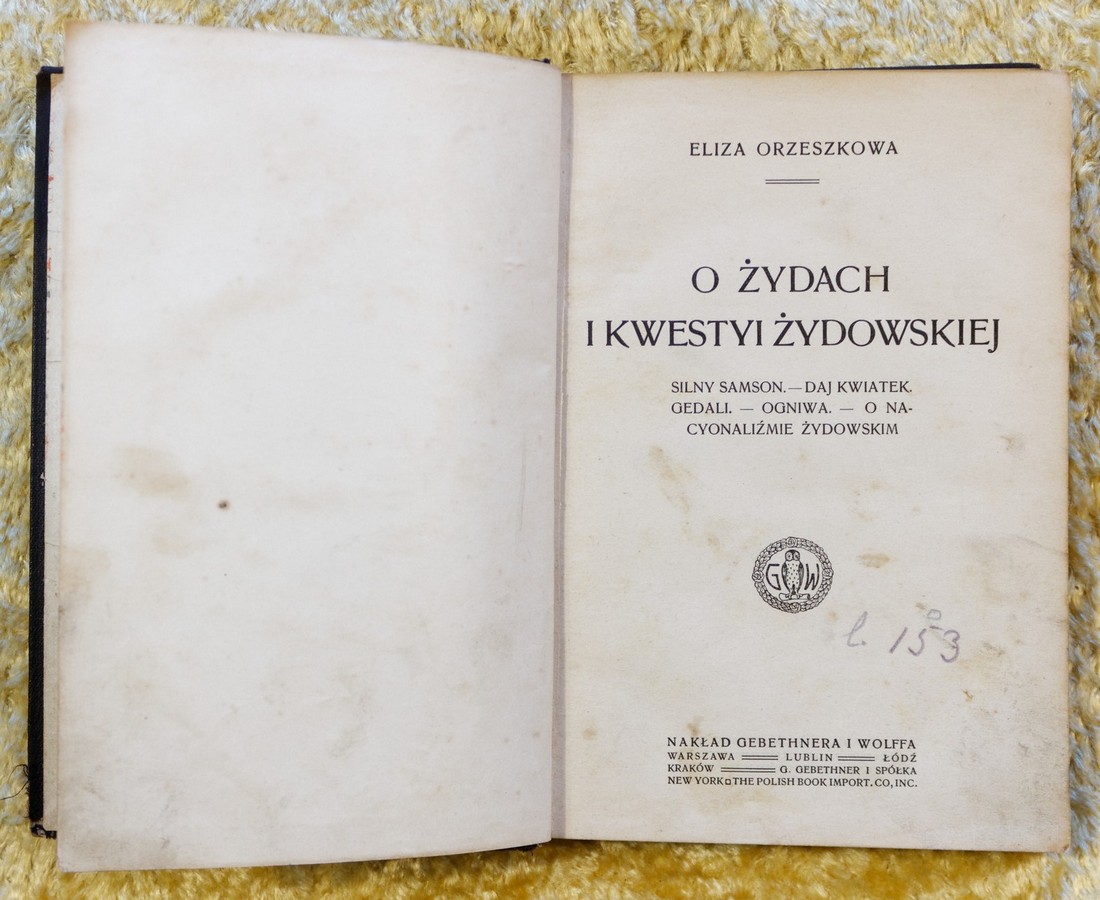 ELIZA ORZESZKOWA
O ŻYDACH
I KWESTYI ŻYDOWSKIEJ
SILNY SAMSON. — DAJ KWIATEK.
GEDALI. — OGNIWA. — O NA-
CYONALIŹMIE ŻYDOWSKIM
G W
l. 153
NAKŁAD GEBETHNERA I WOLFFA
WARSZAWA LUBLIN ŁÓDŹ
KRAKÓW G. GEBETHNER I SPÓŁKA
NEW YORK THE POLISH BOOK IMPORT. CO, INC.